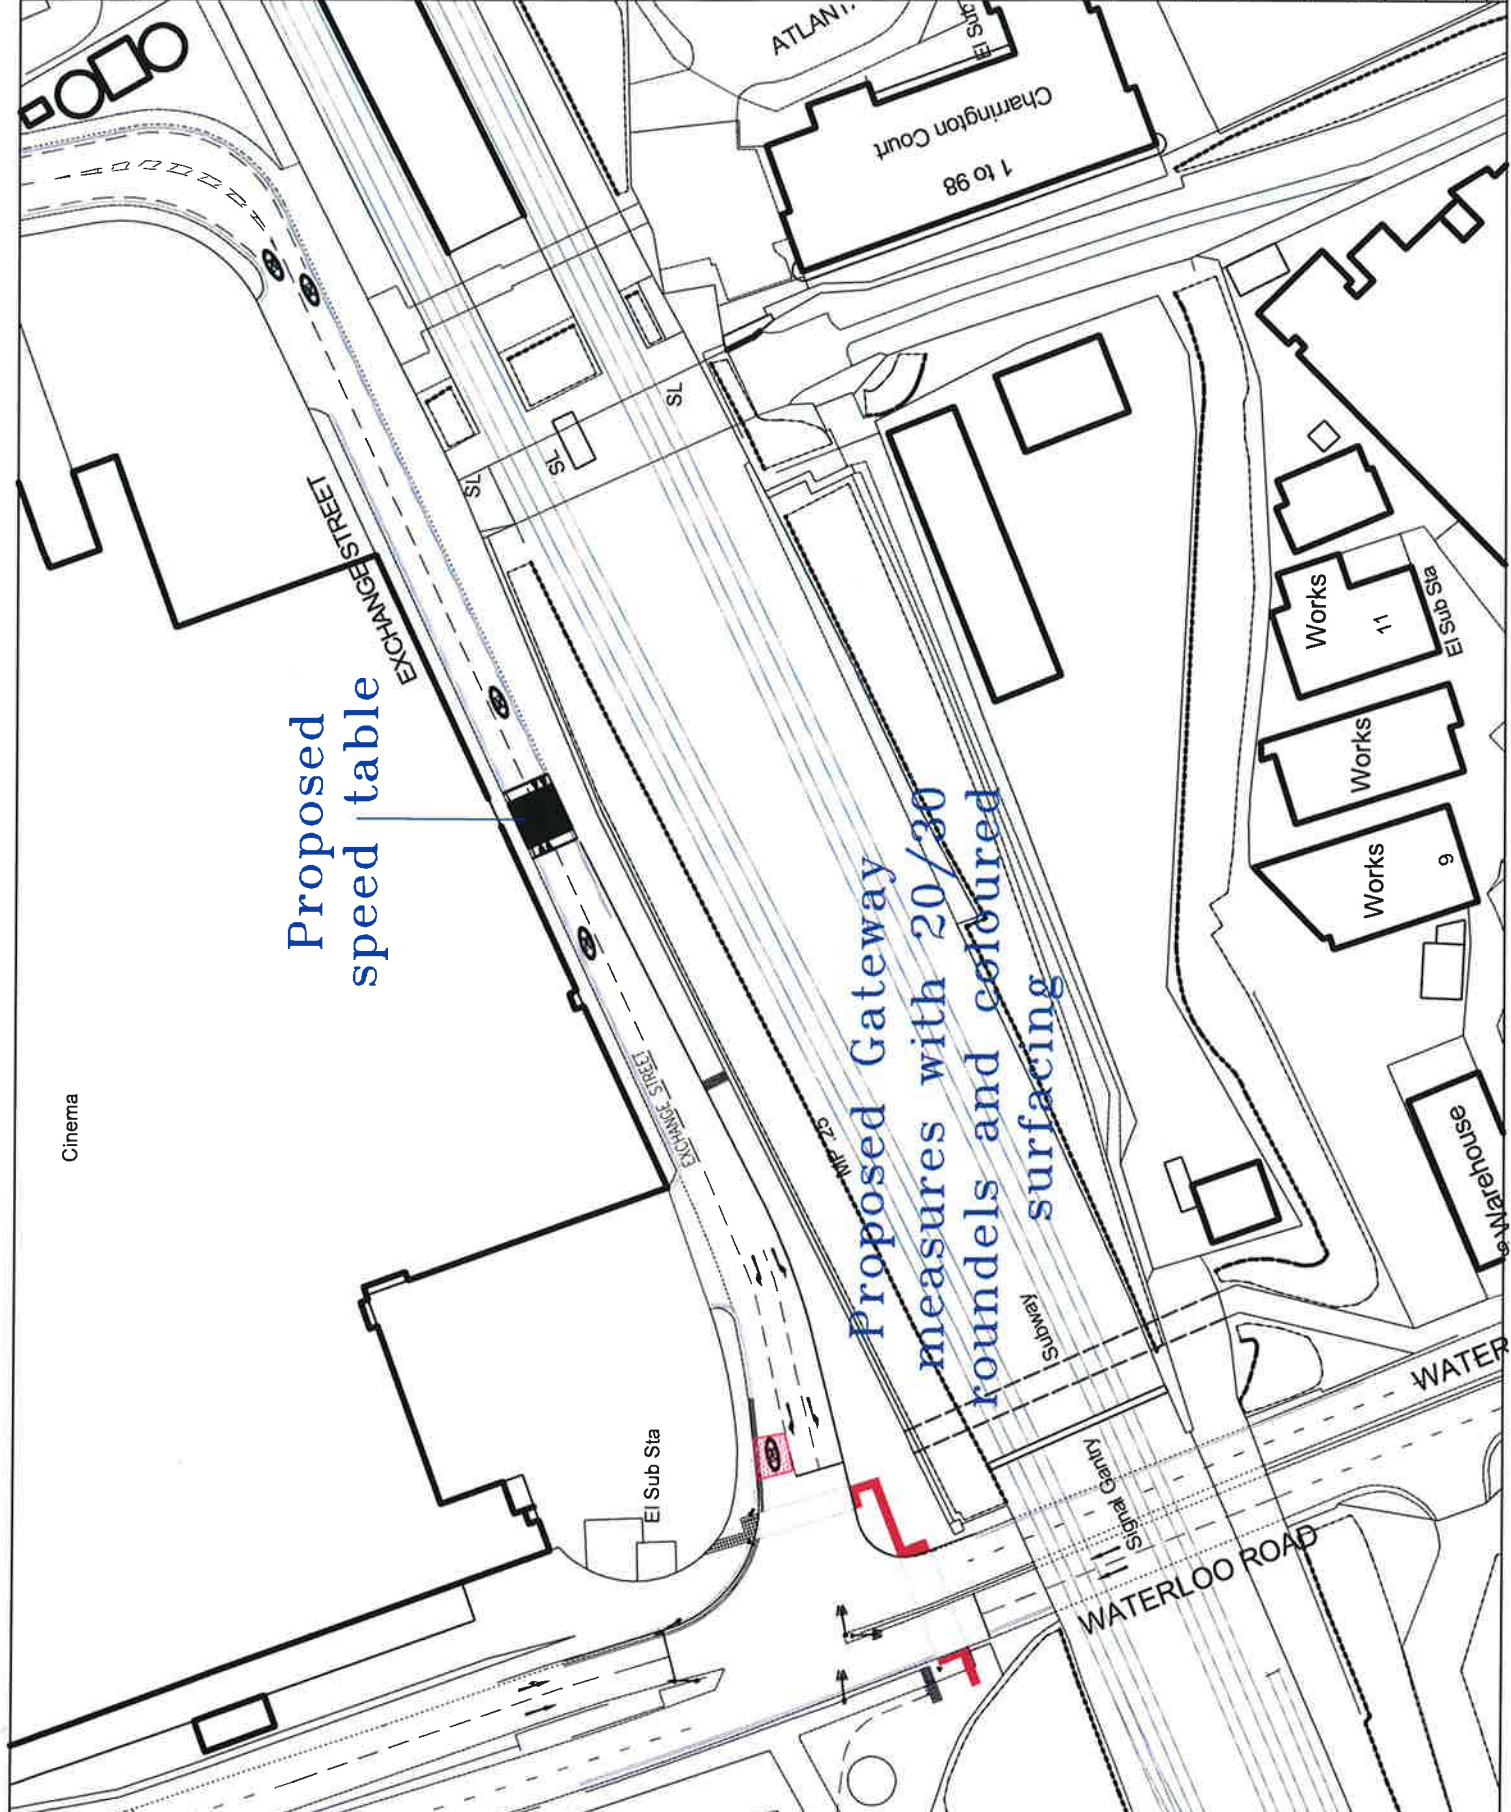 ATLANT
El Sub
Charrington Court
1 to 98
SL
SL
SL
EXCHANGE STREET
Proposed
speed table
Works
11
El Sub Sta
Works
Works
9
Cinema
EXCHANGE STREET
MP .25
Proposed Gateway
measures with 20/30
roundels and coloured
surfacing
Warehouse
Subway
El Sub Sta
Signal Gantry
WATER
WATERLOO ROAD